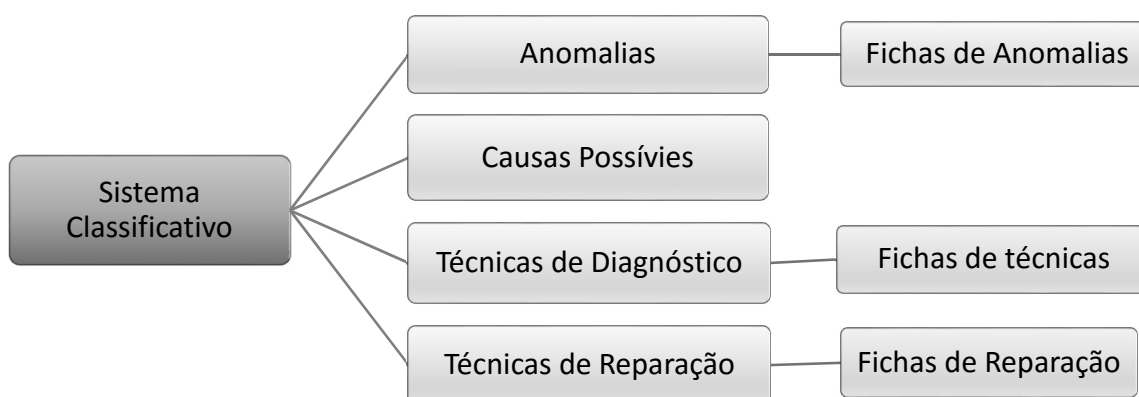 Anomalias
Fichas de Anomalias
Causas Possívies
Sistema
Classificativo
Técnicas de Diagnóstico
Fichas de técnicas
Técnicas de Reparação
Fichas de Reparação